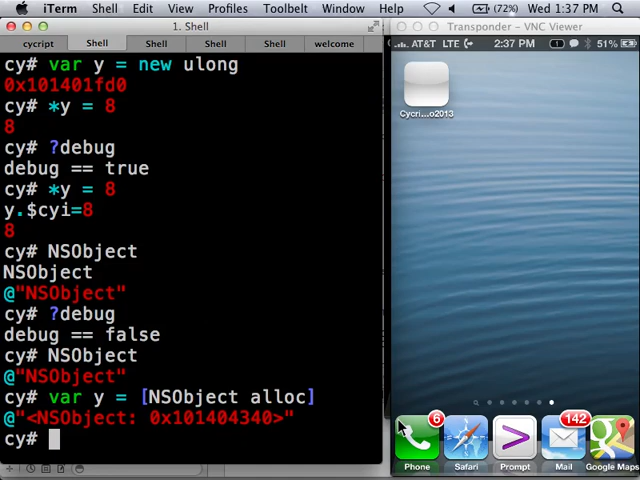 iTerm Shell Edit View Profiles Window Help (72%) Wed 1:37 PM
1. Shell
cycript Shell Shell Shell Shell welcome
cy# var y = new ulong
0x101401fd0
cy# *y = 8
8
cy# ?debug
debug == true
cy# *y = 8
y.$cyi=8
8
cy# NSObject
NSObject
@"NSObject"
cy# ?debug
debug == false
cy# NSObject
@"NSObject"
cy# var y = [NSObject alloc]
@"<NSObject: 0x101404340>"
cy#
Transponder – VNC Viewer
AT&T LTE 2:37 PM 1 51%
Cycri...o2013
6 142
Phone Safari Prompt Mail Google Maps